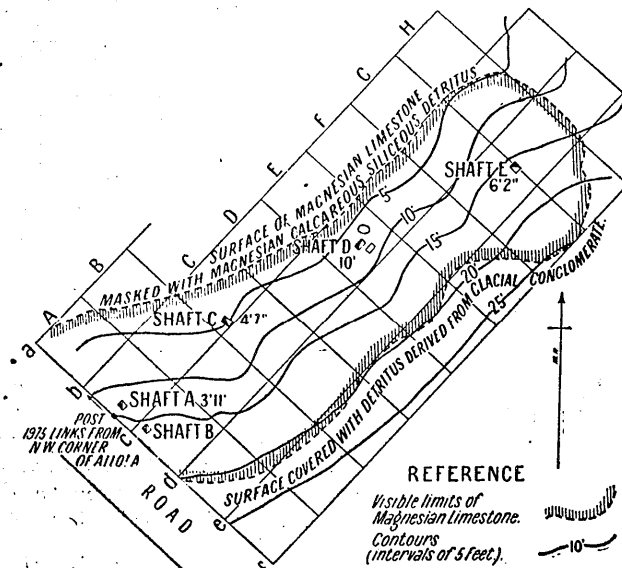 H
G
F
E
D
C
B
A
a
b
c
d
e
SURFACE OF MAGNESIAN LIMESTONE
MASKED WITH MAGNESIAN CALCAREOUS SILICEOUS DETRITUS
SHAFT E
6'2"
5'
10'
15'
20'
25'
SHAFT D
10'
SHAFT C 4'7"
SHAFT A 3'11"
SHAFT B
POST
1975 LINKS FROM
N.W. CORNER
OF A110! A
ROAD
SURFACE COVERED WITH DETRITUS DERIVED FROM GLACIAL CONGLOMERATE.
REFERENCE
Visible limits of
Magnesian Limestone.
Contours
(intervals of 5 Feet).
10'